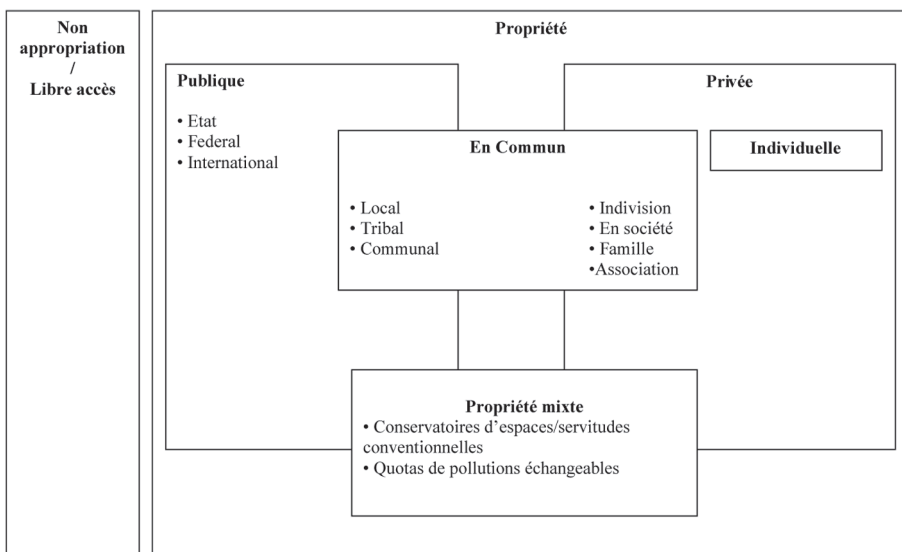 Non
appropriation
/
Libre accès
Propriété
Publique
• Etat
• Federal
• International
Privée
Individuelle
En Commun
• Local
• Tribal
• Communal
• Indivision
• En société
• Famille
•Association
Propriété mixte
• Conservatoires d'espaces/servitudes
conventionnelles
• Quotas de pollutions échangeables